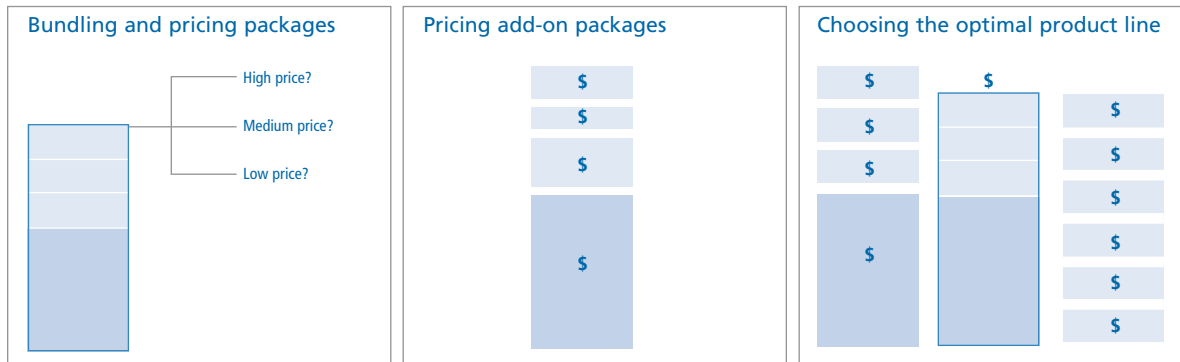 Bundling and pricing packages
High price?
Medium price?
Low price?
Pricing add-on packages
$
$
$
$
Choosing the optimal product line
$
$
$
$
$
$
$
$
$
$
$